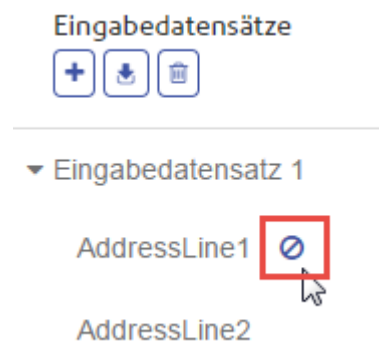 Eingabedatensätze
Eingabedatensatz 1
AddressLine1
AddressLine2